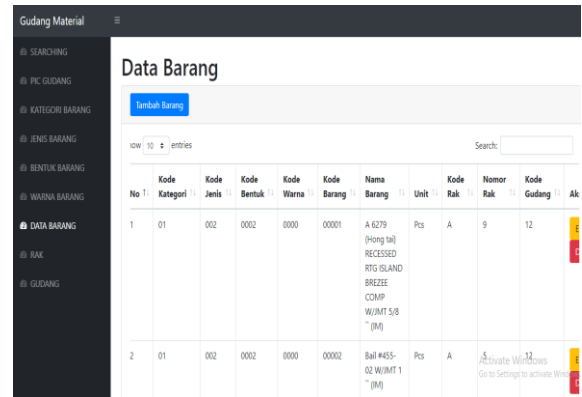 Gudang Material
SEARCHING
PIC GUDANG
KATEGORI BARANG
JENIS BARANG
BENTUK BARANG
WARNA BARANG
DATA BARANG
RAK
GUDANG
Data Barang
Tambah Barang
ow 10 entries
Search:
No Kode Kategori Kode Jenis Kode Bentuk Kode Warna Kode Barang Nama Barang Unit Kode Rak Nomor Rak Kode Gudang Ak
1 01 002 0002 0000 00001 A 6279 Pcs A 9 12
(Hong tai)
RECESSED
RTG ISLAND
BREZEE
COMP
W/JMT 5/8
" (IM)
E
D
2 01 002 0002 0000 00002 Bail #455- Pcs A 5 12
02 W/JMT 1
" (IM)
E
D
Activate Windows
Go to Settings to activate Win